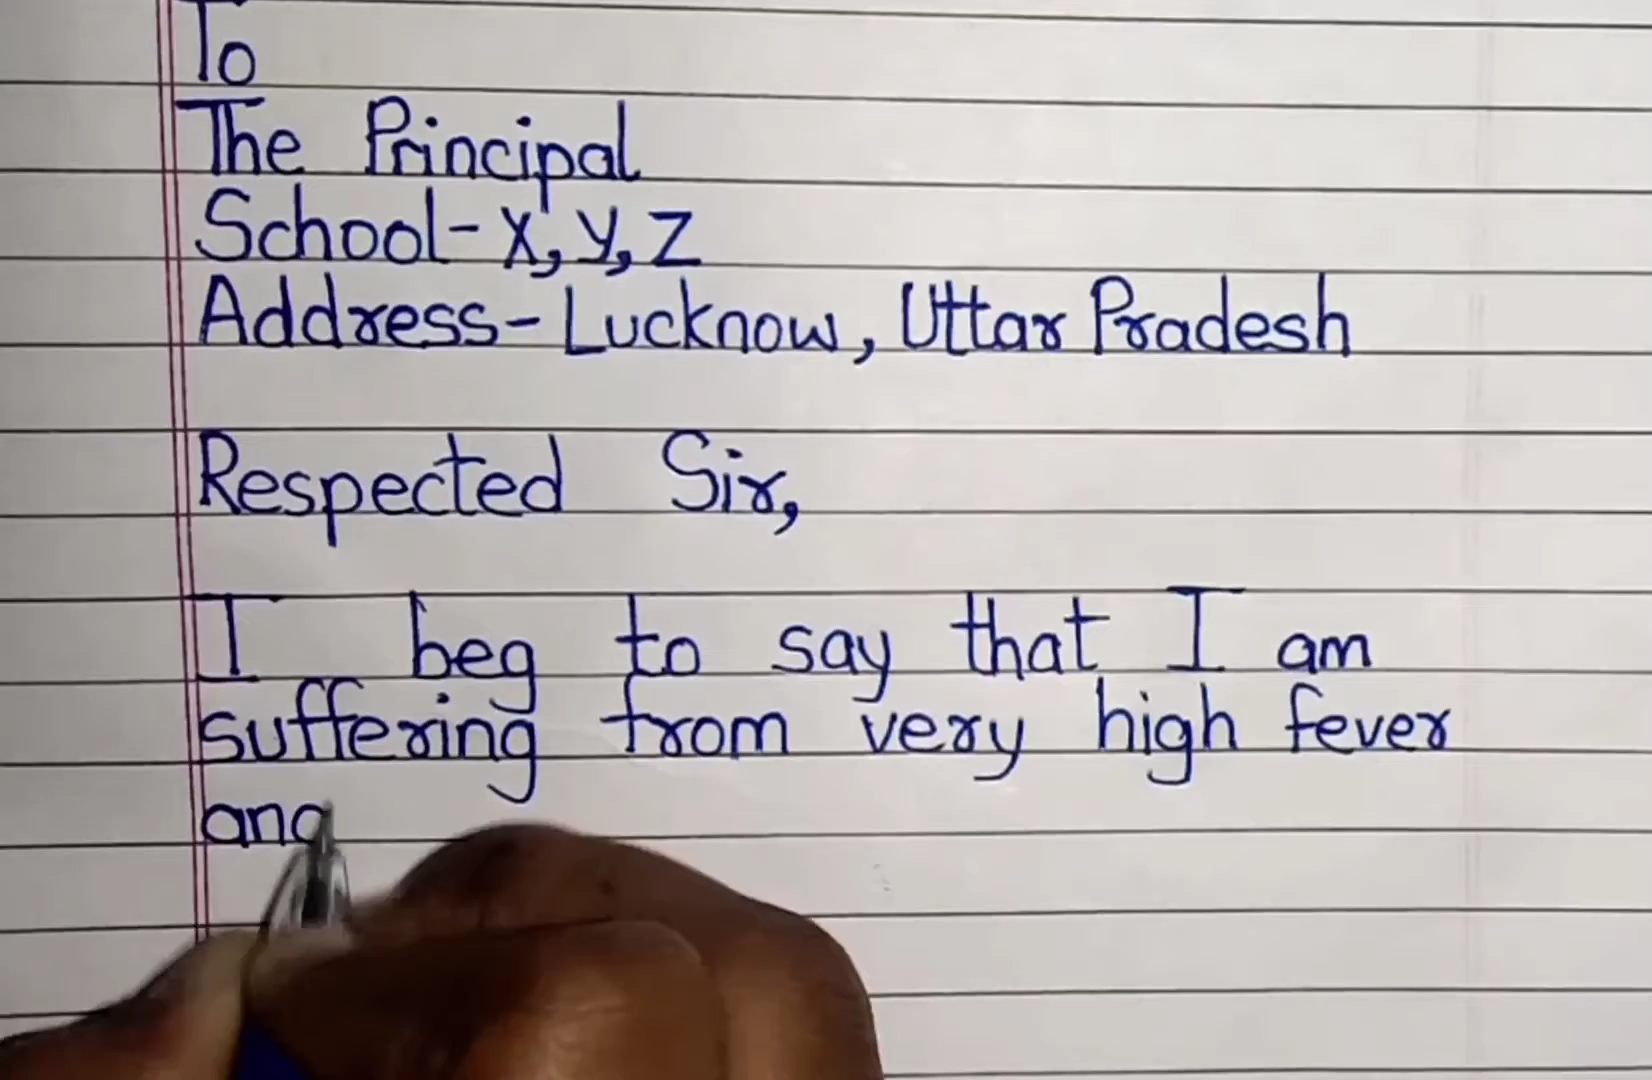 To
The Principal
School-X, Y, Z
Address-Lucknow, Uttar Pradesh
Respected Sir,
I beg to say that I am
suffering from very high fever
and